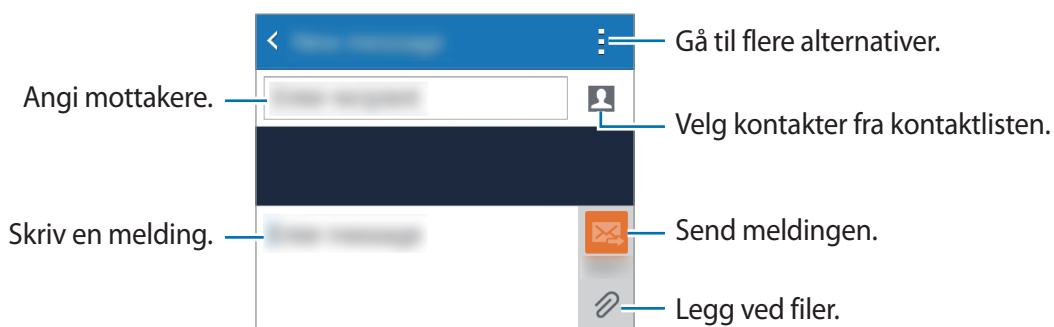 Gå til flere alternativer.
Angi mottakere.
Velg kontakter fra kontaktlisten.
Skriv en melding.
Send meldingen.
Legg ved filer.